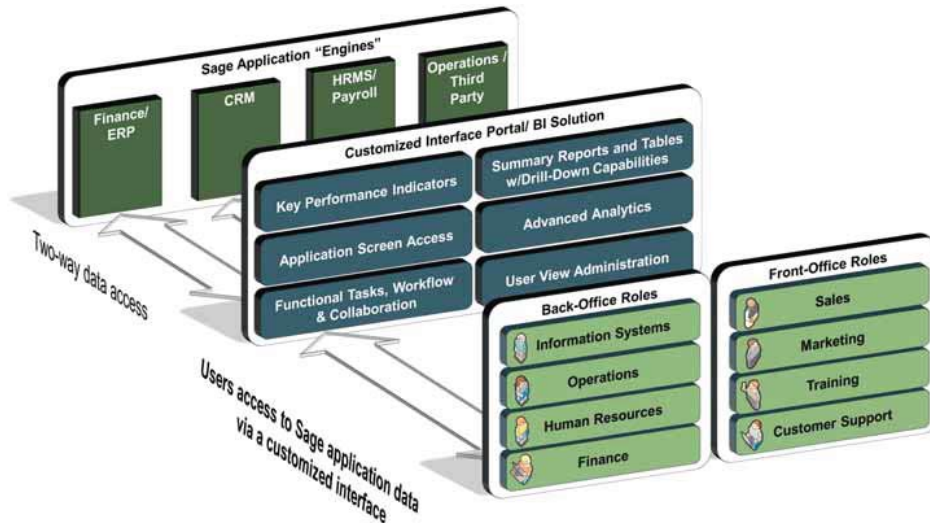 Sage Application “Engines”
Finance/
ERP
CRM
HRMS/
Payroll
Operations /
Third
Party
Customized Interface Portal/ BI Solution
Key Performance Indicators
Summary Reports and Tables
w/Drill-Down Capabilities
Application Screen Access
Advanced Analytics
Functional Tasks, Workflow
& Collaboration
User View Administration
Two-way data access
Users access to Sage application data
via a customized interface
Back-Office Roles
Information Systems
Operations
Human Resources
Finance
Front-Office Roles
Sales
Marketing
Training
Customer Support